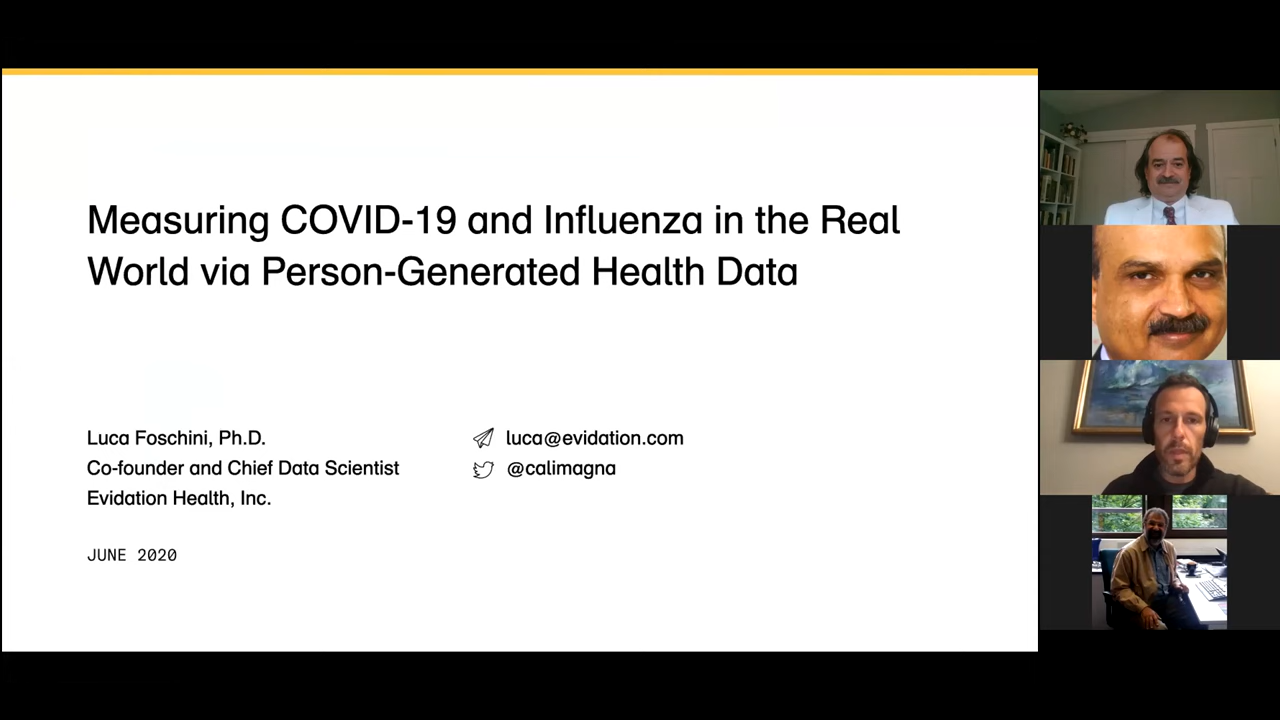 Measuring COVID-19 and Influenza in the Real
World via Person-Generated Health Data
Luca Foschini, Ph.D.
Co-founder and Chief Data Scientist
Evidation Health, Inc.
luca@evidation.com
@calimagna
JUNE 2020